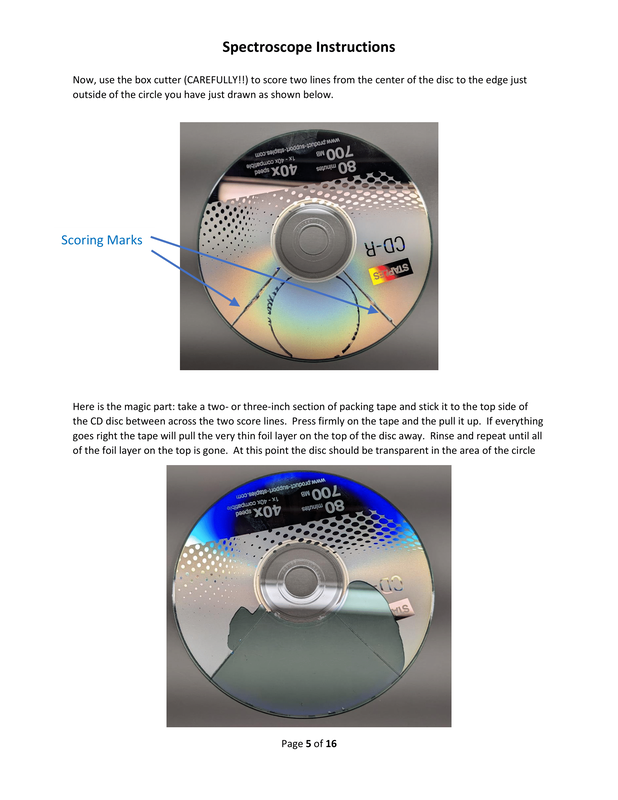 Spectroscope Instructions
Now, use the box cutter (CAREFULLY!!) to score two lines from the center of the disc to the edge just
outside of the circle you have just drawn as shown below.
www.product-support-staples.com
700 MB
1x - 40x compatible
80 minutes
40X speed
CD-R
STAPLES
Scoring Marks
Here is the magic part: take a two- or three-inch section of packing tape and stick it to the top side of
the CD disc between across the two score lines.  Press firmly on the tape and the pull it up.  If everything
goes right the tape will pull the very thin foil layer on the top of the disc away.  Rinse and repeat until all
of the foil layer on the top is gone.  At this point the disc should be transparent in the area of the circle
www.product-support-staples.com
700 MB
1x - 40x compatible
80 minutes
40X speed
Page 5 of 16